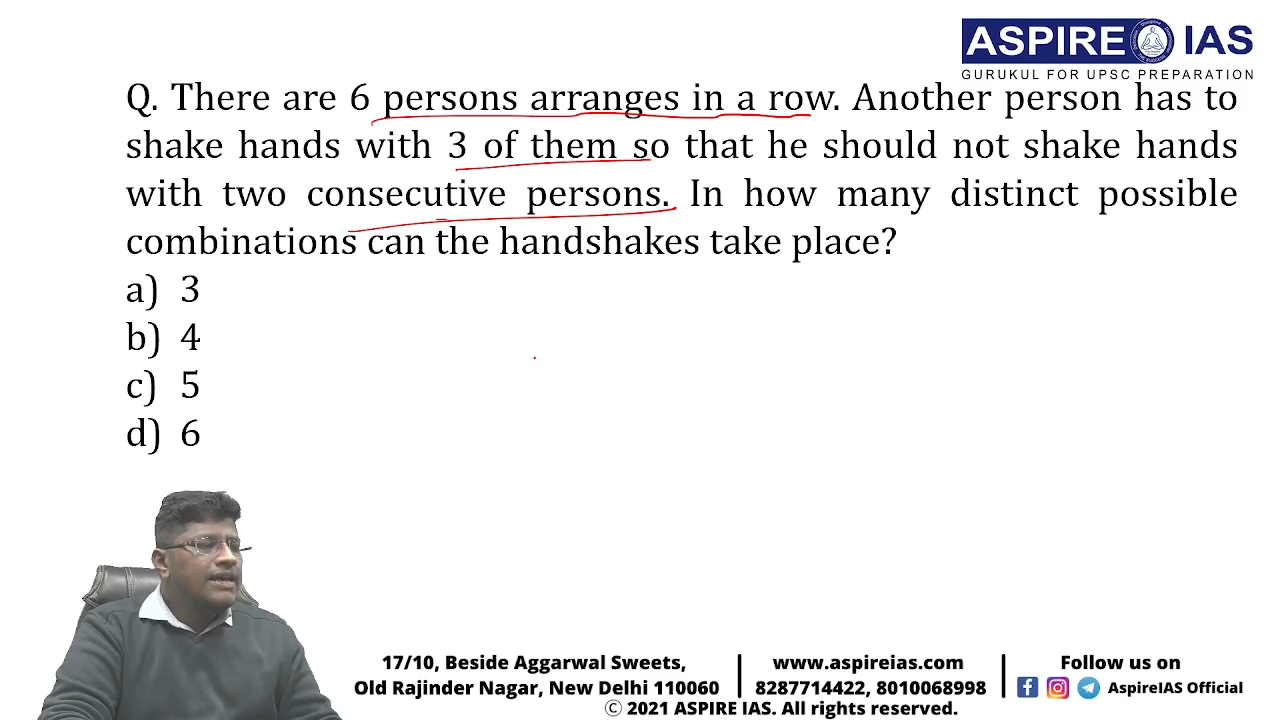 ASPIRE IAS
GURUKUL FOR UPSC PREPARATION
Q. There are 6 persons arranges in a row. Another person has to
shake hands with 3 of them so that he should not shake hands
with two consecutive persons. In how many distinct possible
combinations can the handshakes take place?
a) 3
b) 4
c) 5
d) 6
17/10, Beside Aggarwal Sweets,
Old Rajinder Nagar, New Delhi 110060
www.aspireias.com
8287714422, 8010068998
Follow us on
AspireIAS Official
© 2021 ASPIRE IAS. All rights reserved.